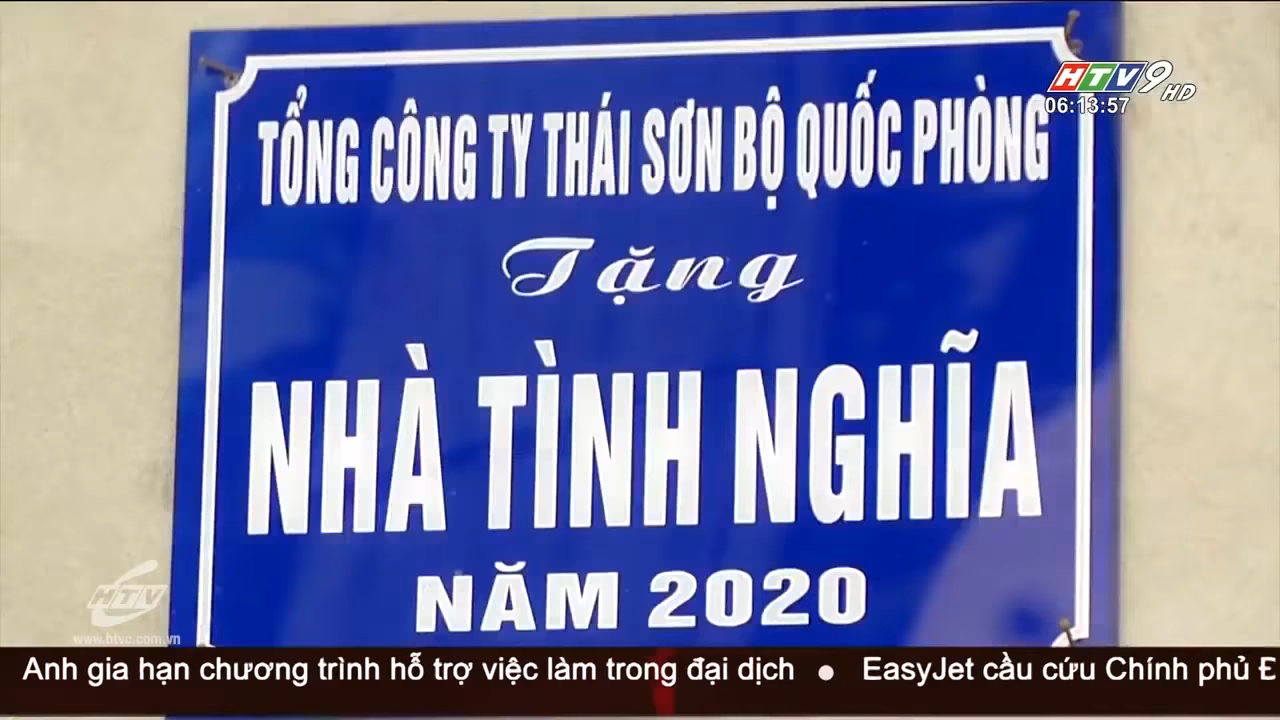 HTV9 HD
06:13:57
TỔNG CÔNG TY THÁI SƠN BỘ QUỐC PHÒNG
Tặng
NHÀ TÌNH NGHĨA
NĂM 2020
HTV
www.htvc.com.vn
Anh gia hạn chương trình hỗ trợ việc làm trong đại dịch ● EasyJet cầu cứu Chính phủ Đ